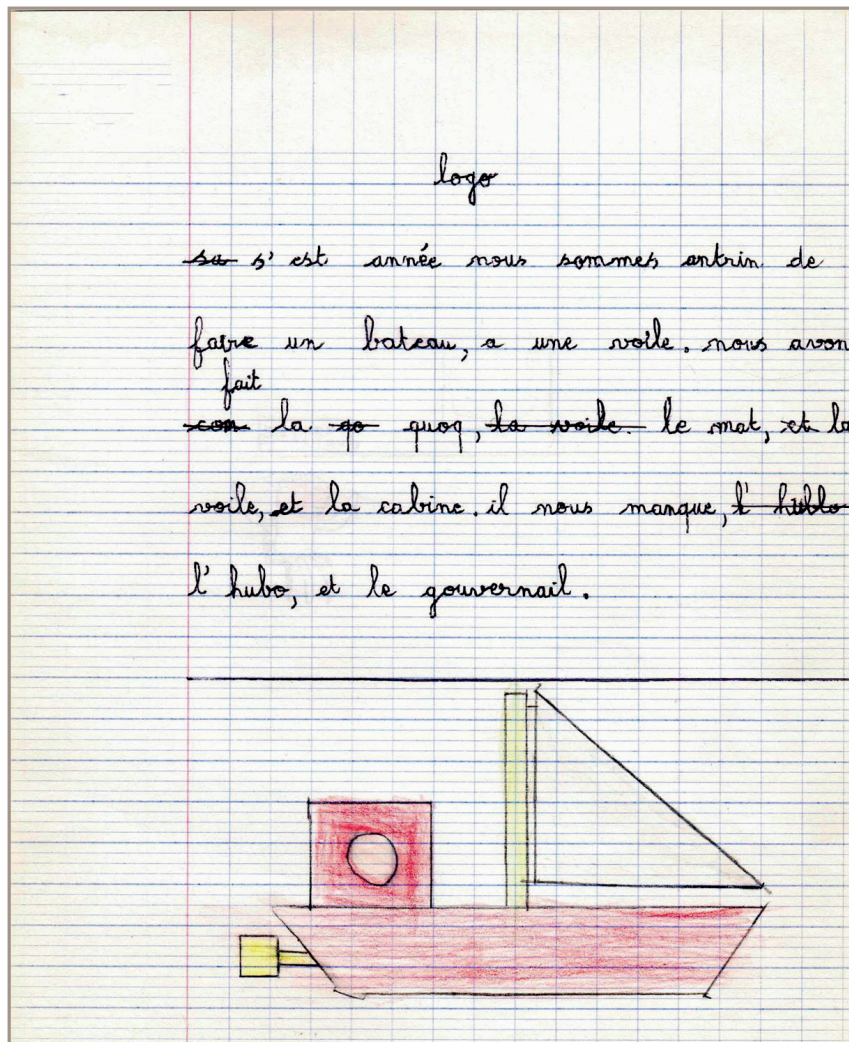 logo
sa s'est année nous sommes antrin de
faire un bateau, a une voile. nous avon
fait
con la qo quoq, la voile. le mat, et la
voile, et la cabine. il nous manque, l' hublo
l' hubo, et le gouvernail.